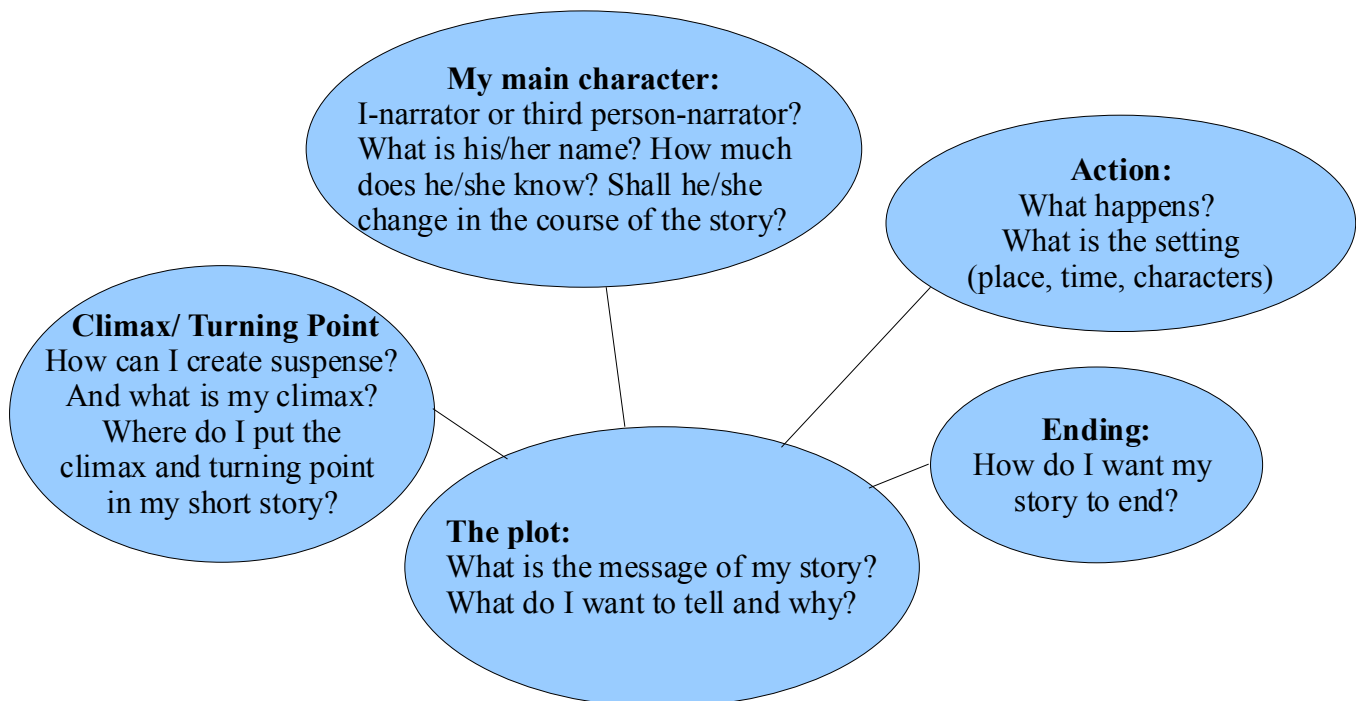 My main character:
I-narrator or third person-narrator?
What is his/her name? How much
does he/she know? Shall he/she
change in the course of the story?
Action:
What happens?
What is the setting
(place, time, characters)
Climax/ Turning Point
How can I create suspense?
And what is my climax?
Where do I put the
climax and turning point
in my short story?
Ending:
How do I want my
story to end?
The plot:
What is the message of my story?
What do I want to tell and why?